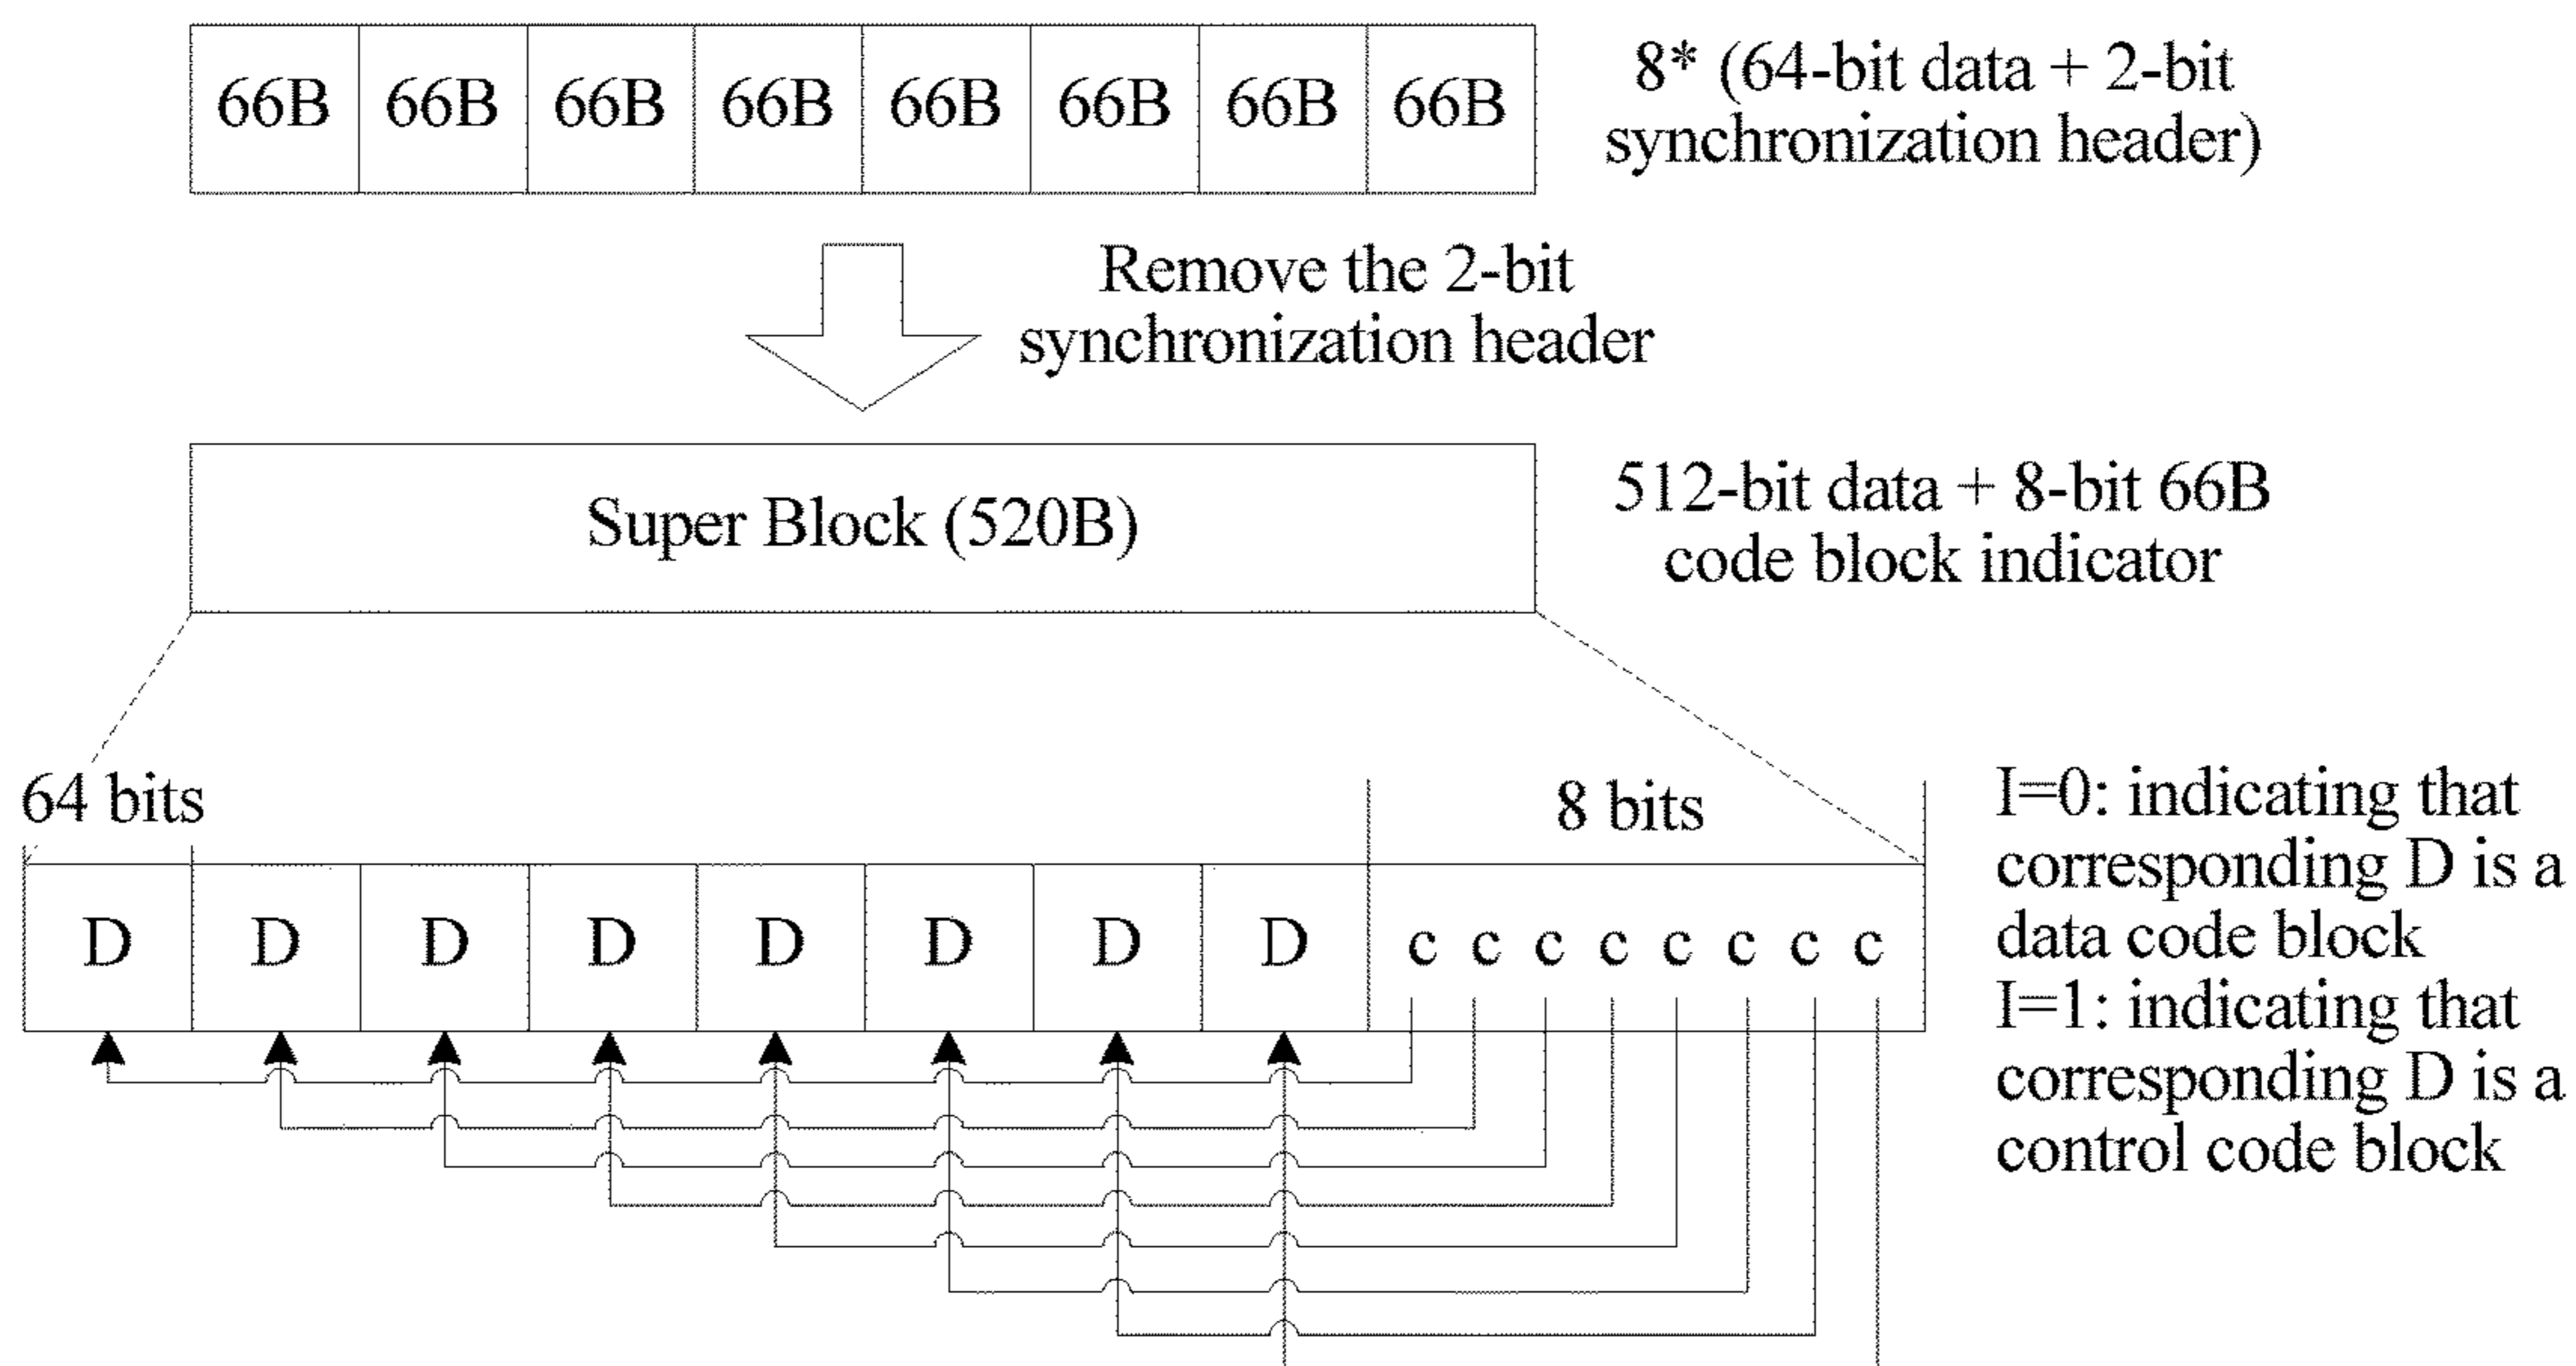 66B 66B 66B 66B 66B 66B 66B 66B
8* (64-bit data + 2-bit
synchronization header)
Remove the 2-bit
synchronization header
Super Block (520B)
512-bit data + 8-bit 66B
code block indicator
64 bits
8 bits
D D D D D D D D c c c c c c c c
I=0: indicating that
corresponding D is a
data code block
I=1: indicating that
corresponding D is a
control code block